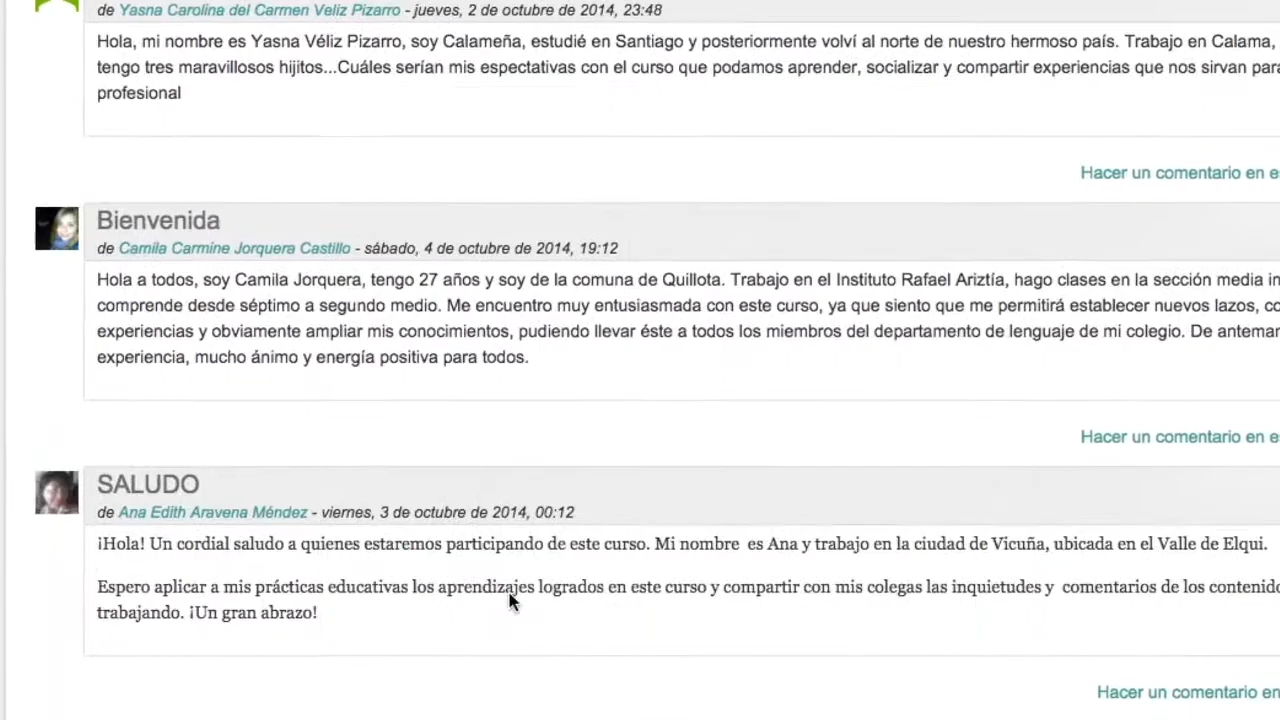 de Yasna Carolina del Carmen Veliz Pizarro - jueves, 2 de octubre de 2014, 23:48
Hola, mi nombre es Yasna Véliz Pizarro, soy Calameña, estudié en Santiago y posteriormente volví al norte de nuestro hermoso país. Trabajo en Calama,
tengo tres maravillosos hijitos...Cuáles serían mis espectativas con el curso que podamos aprender, socializar y compartir experiencias que nos sirvan para
profesional
Hacer un comentario en
Bienvenida
de Camila Carmine Jorquera Castillo - sábado, 4 de octubre de 2014, 19:12
Hola a todos, soy Camila Jorquera, tengo 27 años y soy de la comuna de Quillota. Trabajo en el Instituto Rafael Ariztía, hago clases en la sección media
comprende desde séptimo a segundo medio. Me encuentro muy entusiasmada con este curso, ya que siento que me permitirá establecer nuevos lazos,
experiencias y obviamente ampliar mis conocimientos, pudiendo llevar éste a todos los miembros del departamento de lenguaje de mi colegio. De
experiencia, mucho ánimo y energía positiva para todos.
Hacer un comentario en
SALUDO
de Ana Edith Aravena Méndez - viernes, 3 de octubre de 2014, 00:12
¡Hola! Un cordial saludo a quienes estaremos participando de este curso. Mi nombre es Ana y trabajo en la ciudad de Vicuña, ubicada en el Valle de Elqui.
Espero aplicar a mis prácticas educativas los aprendizajes logrados en este curso y compartir con mis colegas las inquietudes y comentarios de los
trabajando. ¡Un gran abrazo!
Hacer un comentario en